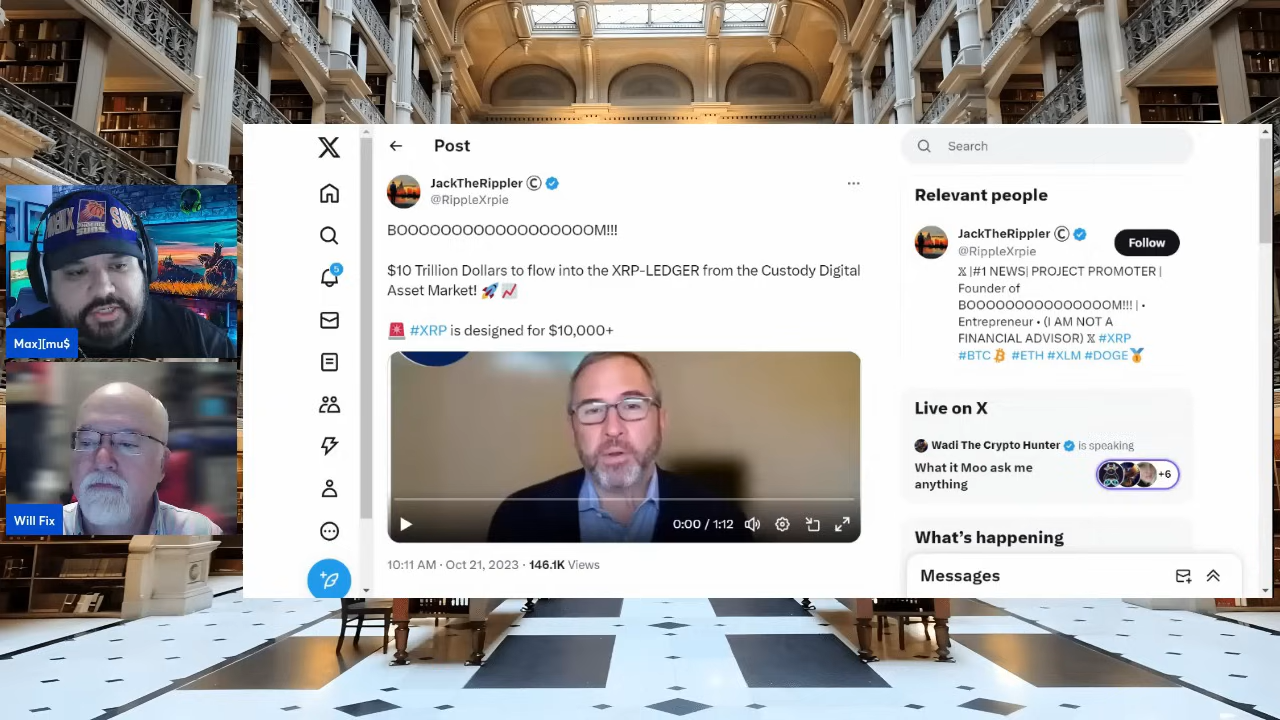 Post
JackTheRippler ©
@RippleXrpie
BOOOOOOOOOOOOOOOOOOM!!!
$10 Trillion Dollars to flow into the XRP-LEDGER from the Custody Digital
Asset Market! 🚀📈
🚨 #XRP is designed for $10,000+
0:00 / 1:12
10:11 AM · Oct 21, 2023 · 146.1K Views
5
Search
Relevant people
JackTheRippler ©
@RippleXrpie
Follow
𝕏 |#1 NEWS| PROJECT PROMOTER |
Founder of
BOOOOOOOOOOOOOOM!!! | •
Entrepreneur • (I AM NOT A
FINANCIAL ADVISOR) 𝕏 #XRP
#BTC #ETH #XLM #DOGE🥇
Live on X
Wadi The Crypto Hunter is speaking
What it Moo ask me
anything
+6
What's happening
Messages
SUNS
Max][mu$
Will Fix